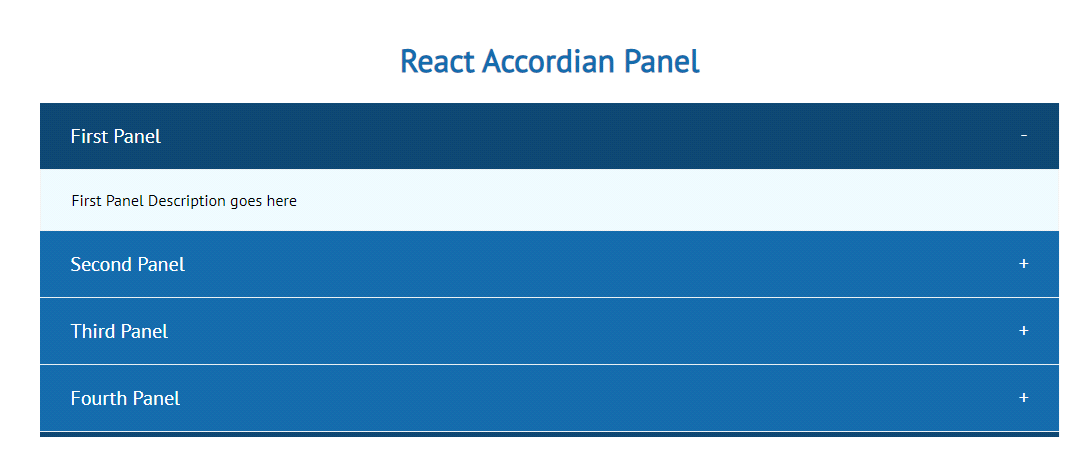 React Accordian Panel
First Panel -
First Panel Description goes here
Second Panel +
Third Panel +
Fourth Panel +